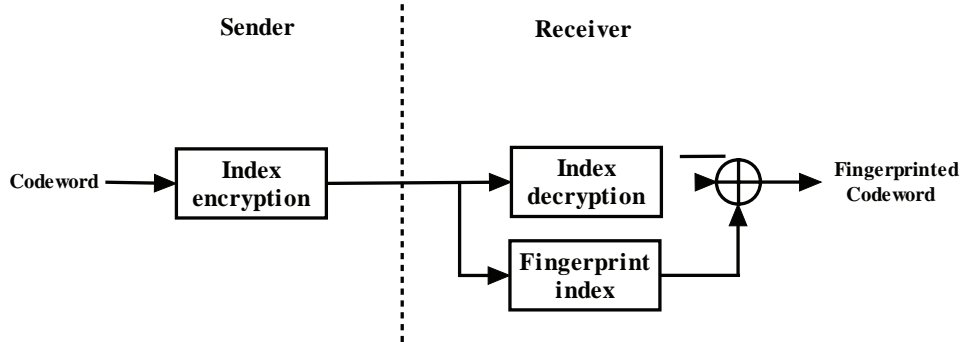 Sender
Receiver
Codeword
Index
encryption
Index
decryption
Fingerprint
index
Fingerprinted
Codeword